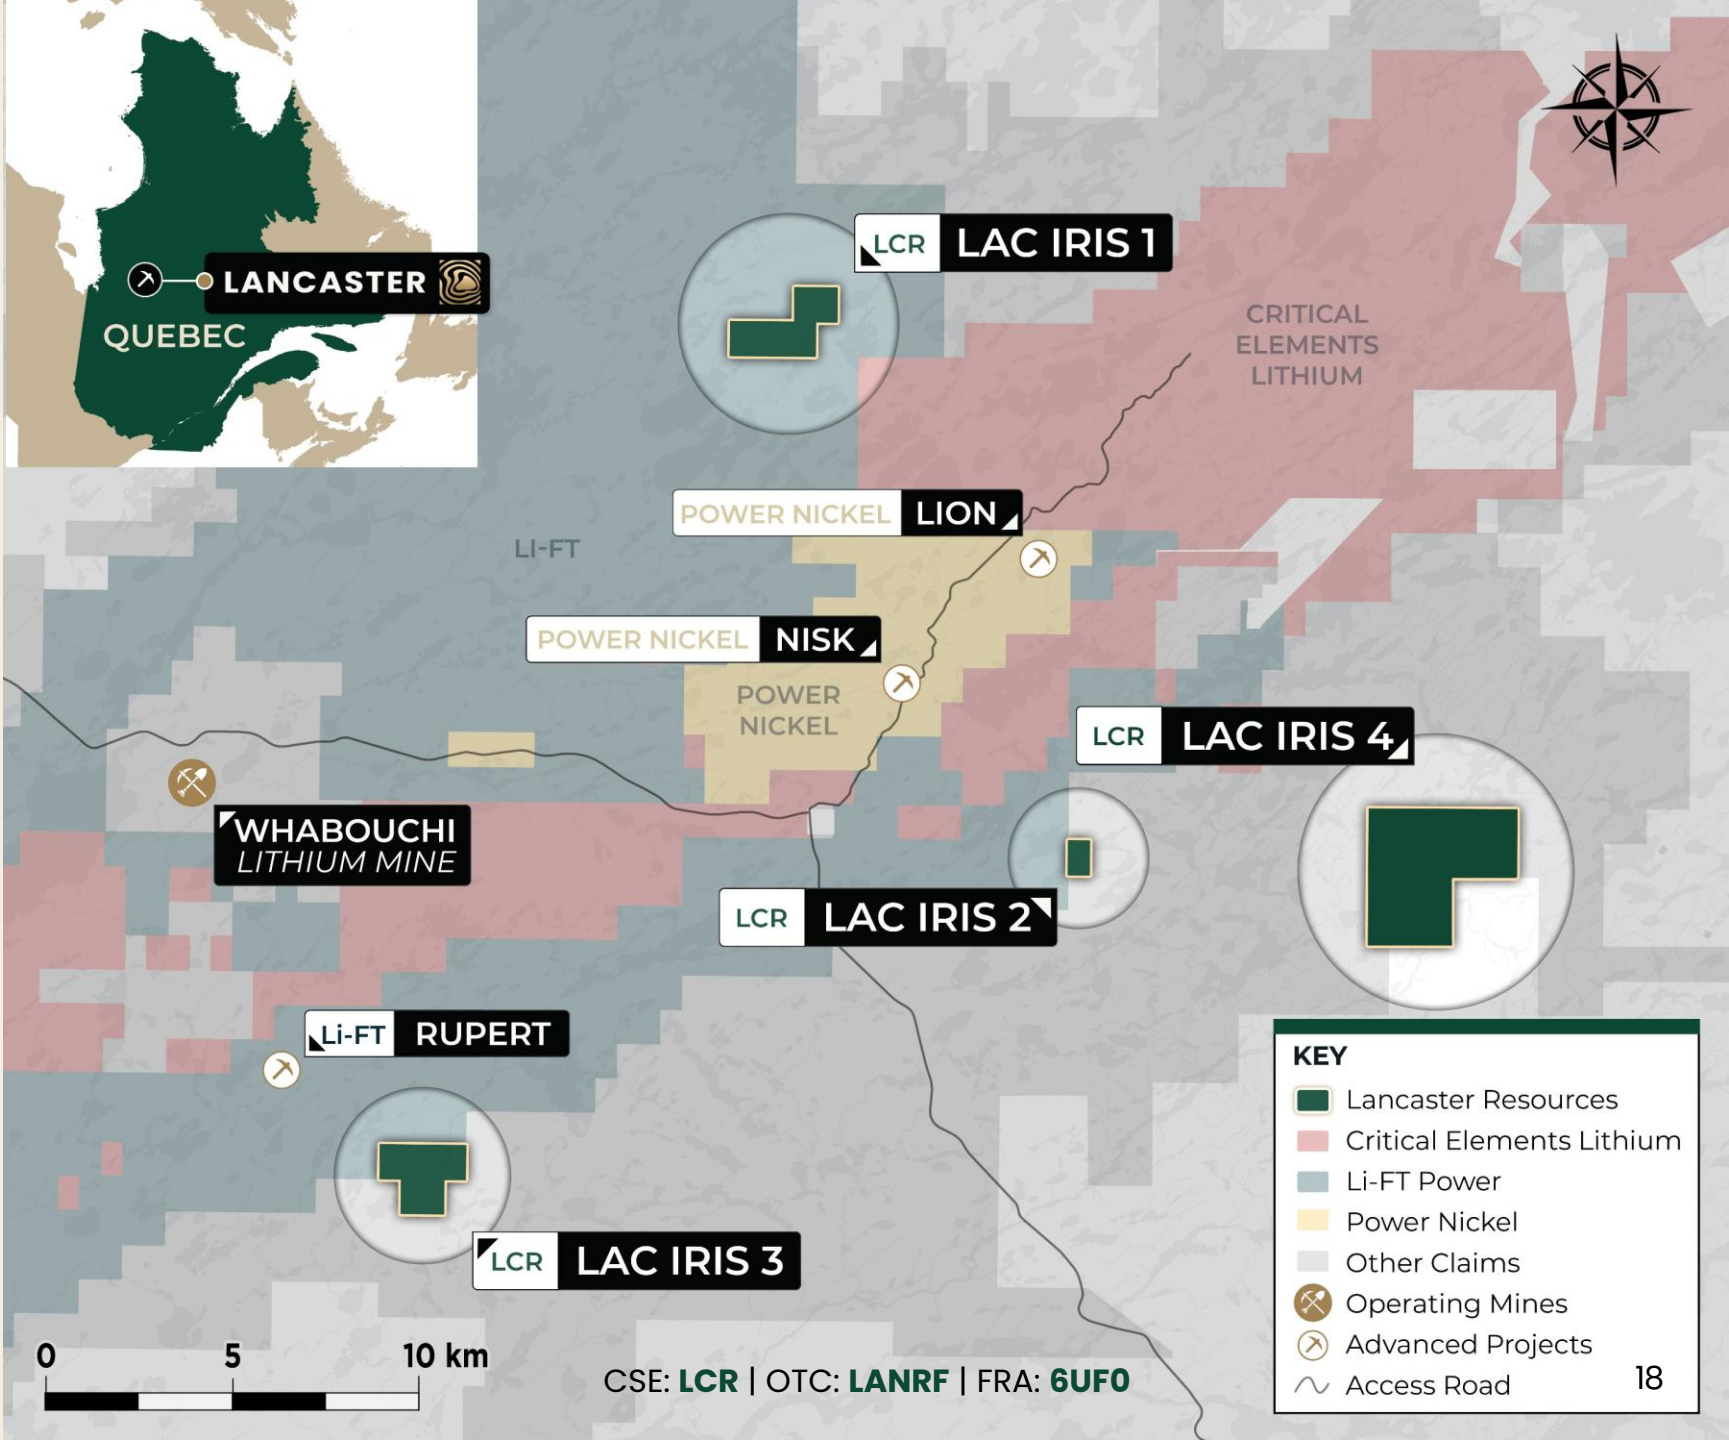 LANCASTER
QUEBEC
LCR LAC IRIS 1
CRITICAL
ELEMENTS
LITHIUM
POWER NICKEL LION
LI-FT
POWER NICKEL NISK
POWER
NICKEL
LCR LAC IRIS 4
WHABOUCHI
LITHIUM MINE
LCR LAC IRIS 2
Li-FT RUPERT
LCR LAC IRIS 3
KEY
Lancaster Resources
Critical Elements Lithium
Li-FT Power
Power Nickel
Other Claims
Operating Mines
Advanced Projects
Access Road
0 5 10 km
CSE: LCR | OTC: LANRF | FRA: 6UF0
18